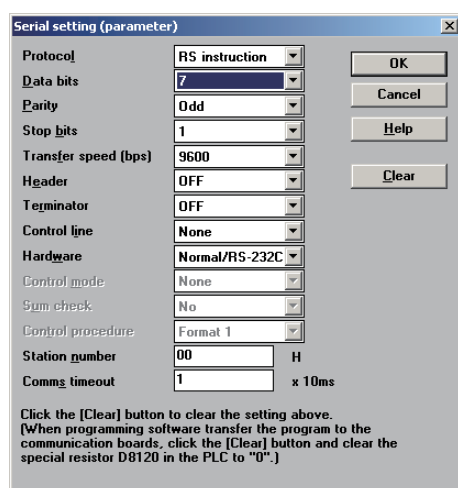 Serial setting (parameter)
Protocol RS instruction OK
Data bits 7
Cancel
Parity Odd
Stop bits 1 Help
Transfer speed (bps) 9600
Header OFF Clear
Terminator OFF
Control line None
Hardware Normal/RS-232C
Control mode None
Sum check No
Control procedure Format 1
Station number 00 H
Comms timeout 1 x 10ms
Click the [Clear] button to clear the setting above.
(When programming software transfer the program to the
communication boards, click the [Clear] button and clear the
special resistor D8120 in the PLC to "0".)